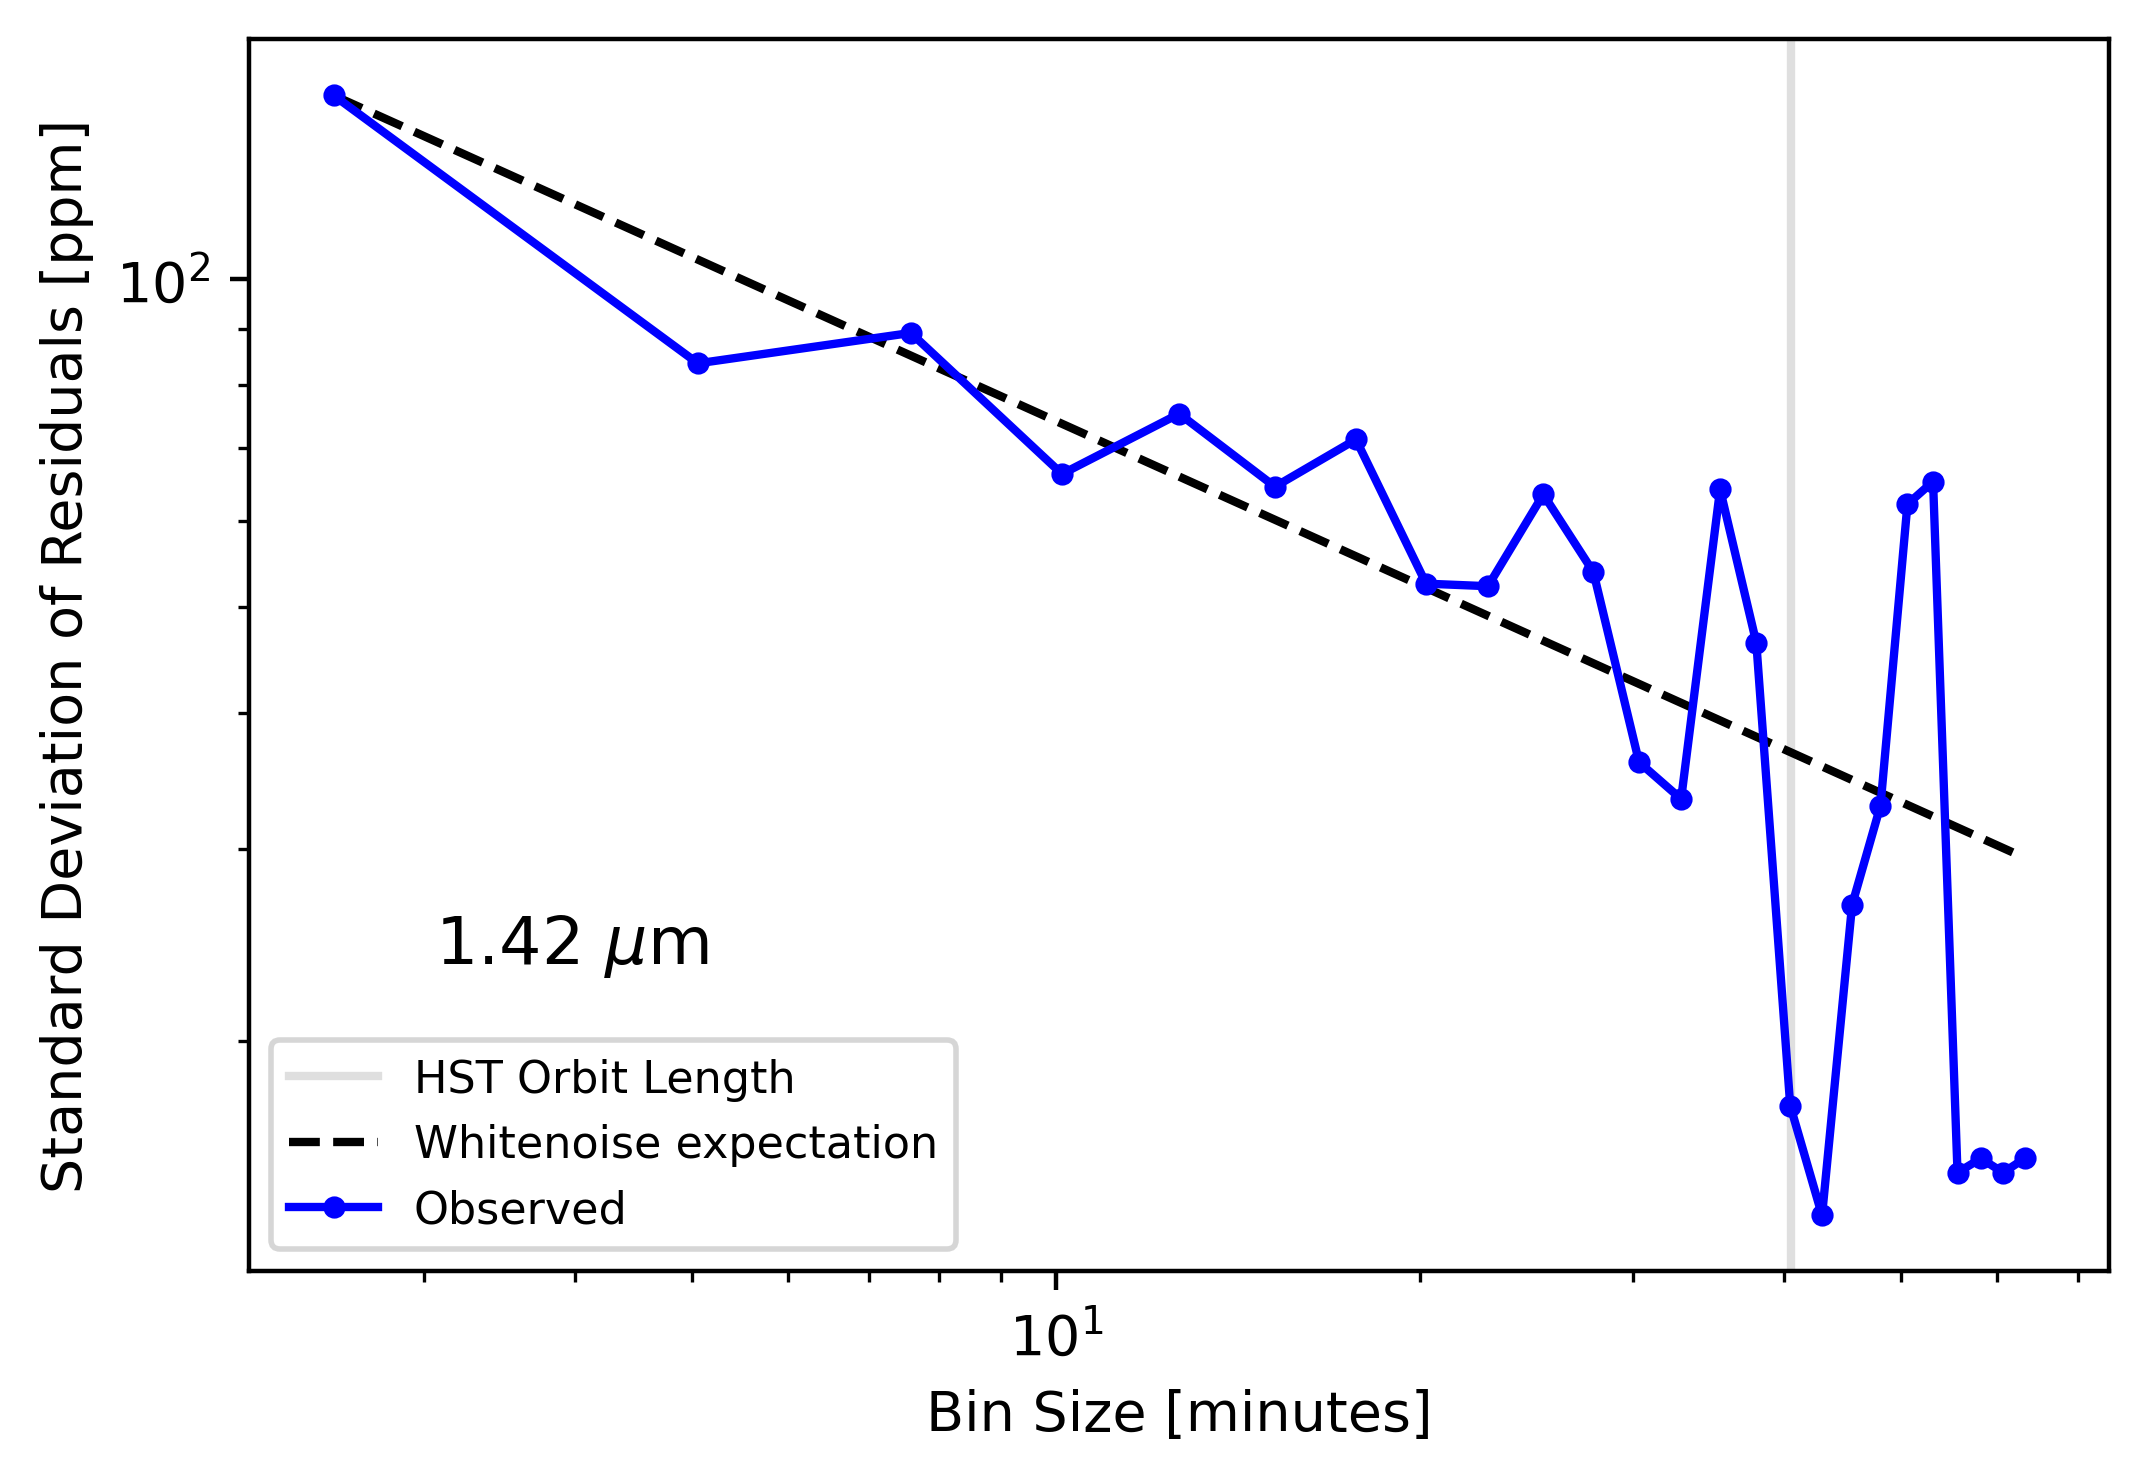 Standard Deviation of Residuals [ppm]
10²
1.42 μm
HST Orbit Length
Whitenoise expectation
Observed
10¹
Bin Size [minutes]